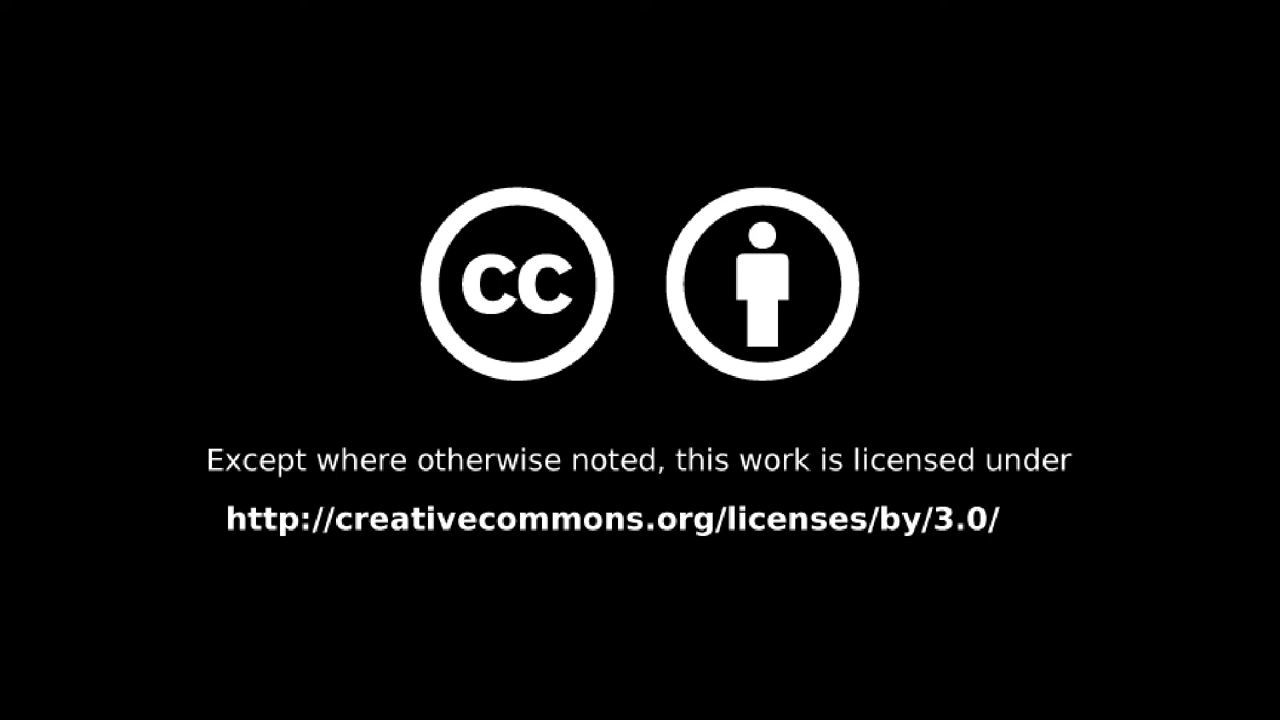 cc
Except where otherwise noted, this work is licensed under
http://creativecommons.org/licenses/by/3.0/